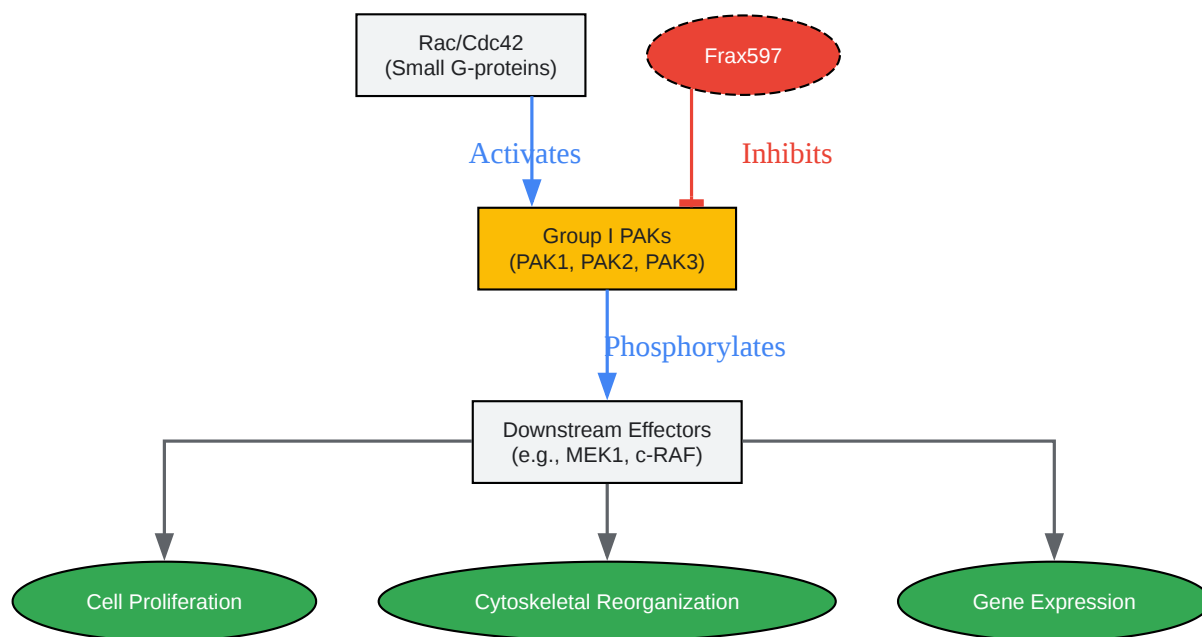 Rac/Cdc42
(Small G-proteins)
Frax597
Activates
Inhibits
Group I PAKs
(PAK1, PAK2, PAK3)
Phosphorylates
Downstream Effectors
(e.g., MEK1, c-RAF)
Cell Proliferation
Cytoskeletal Reorganization
Gene Expression